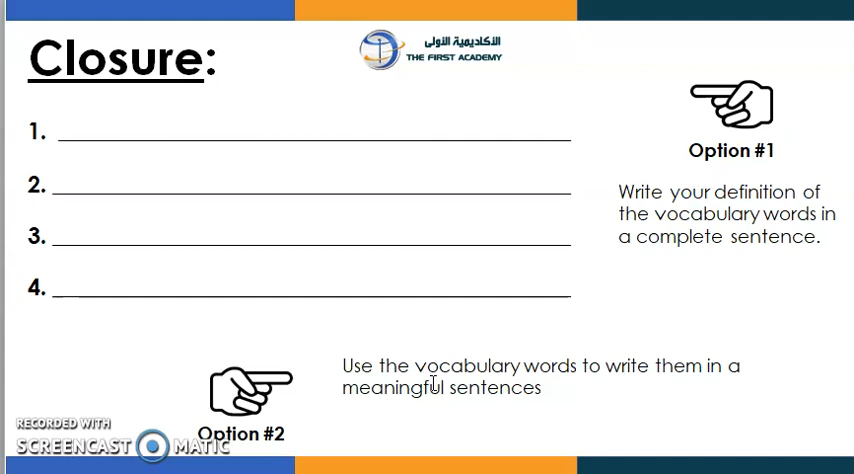 Closure:
الأكاديمية الأولى
THE FIRST ACADEMY
1.
2.
3.
4.
Option #1
Write your definition of
the vocabulary words in
a complete sentence.
Use the vocabulary words to write them in a
meaningful sentences
Option #2
RECORDED WITH
SCREENCAST MATIC